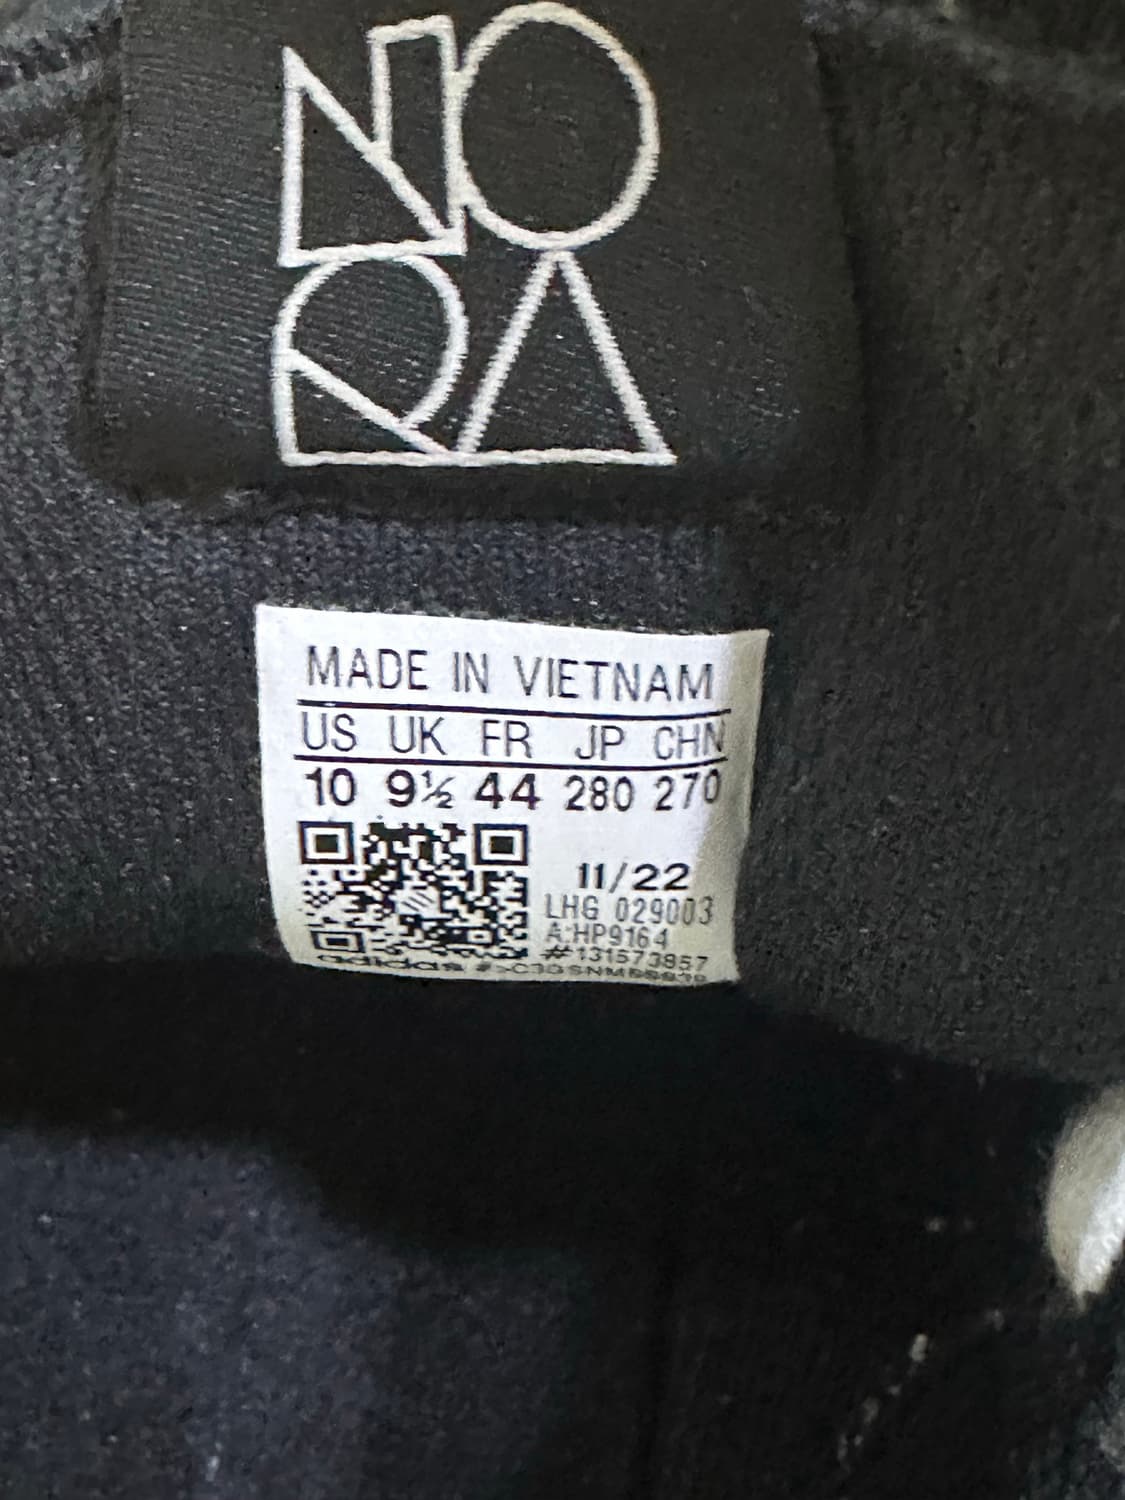 NO
RA
MADE IN VIETNAM
US UK FR JP CHN
10 9½ 44 280 270
11/22
LHG 029003
A:HP9164
#131573857
adidas